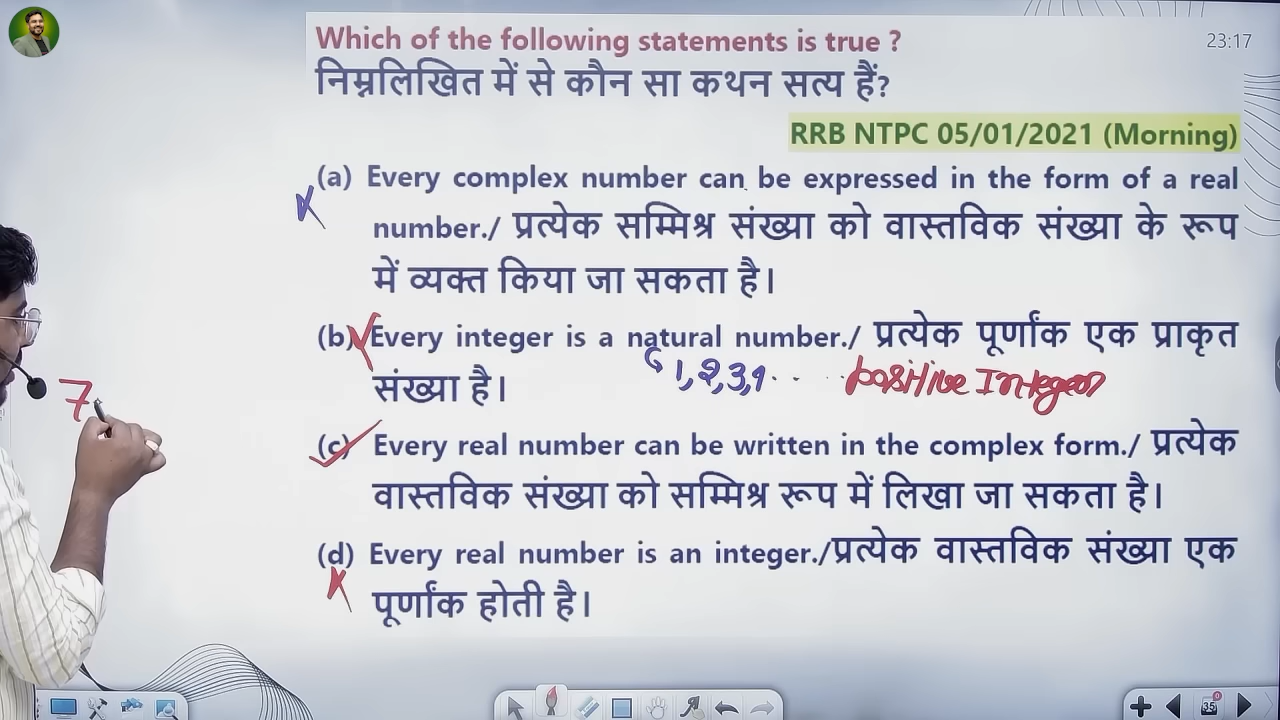 Which of the following statements is true ?
23:17
निम्नलिखित में से कौन सा कथन सत्य हैं?
RRB NTPC 05/01/2021 (Morning)
(a) Every complex number can be expressed in the form of a real
number./ प्रत्येक सम्मिश्र संख्या को वास्तविक संख्या के रूप
में व्यक्त किया जा सकता है।
(b) Every integer is a natural number./ प्रत्येक पूर्णांक एक प्राकृत
संख्या है।
1, 2, 3, 4 . . . . . positive Integer
7
(c) Every real number can be written in the complex form./ प्रत्येक
वास्तविक संख्या को सम्मिश्र रूप में लिखा जा सकता है।
(d) Every real number is an integer./प्रत्येक वास्तविक संख्या एक
पूर्णांक होती है।
35